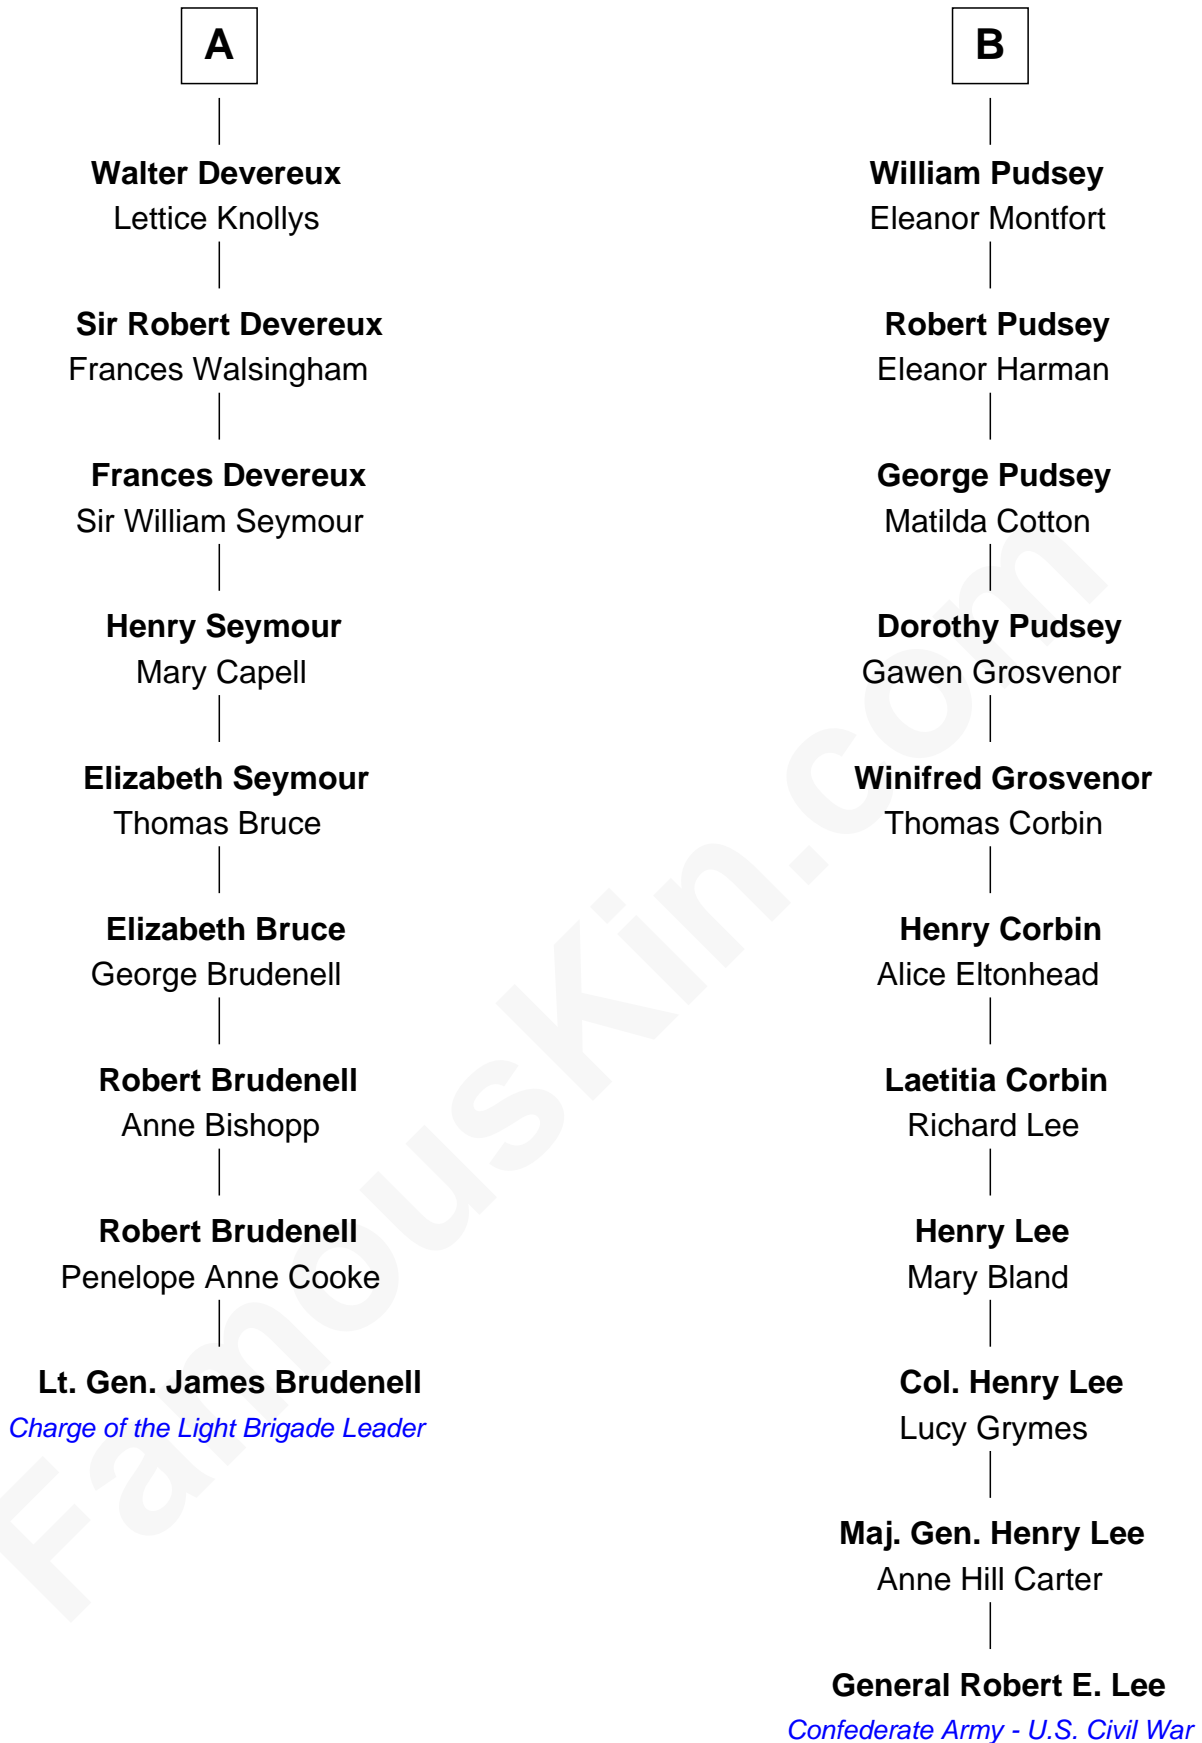 A
Walter Devereux
Lettice Knollys
Sir Robert Devereux
Frances Walsingham
Frances Devereux
Sir William Seymour
Henry Seymour
Mary Capell
Elizabeth Seymour
Thomas Bruce
Elizabeth Bruce
George Brudenell
Robert Brudenell
Anne Bishopp
Robert Brudenell
Penelope Anne Cooke
Lt. Gen. James Brudenell
Charge of the Light Brigade Leader
B
William Pudsey
Eleanor Montfort
Robert Pudsey
Eleanor Harman
George Pudsey
Matilda Cotton
Dorothy Pudsey
Gawen Grosvenor
Winifred Grosvenor
Thomas Corbin
Henry Corbin
Alice Eltonhead
Laetitia Corbin
Richard Lee
Henry Lee
Mary Bland
Col. Henry Lee
Lucy Grymes
Maj. Gen. Henry Lee
Anne Hill Carter
General Robert E. Lee
Confederate Army - U.S. Civil War
FamousKin.com